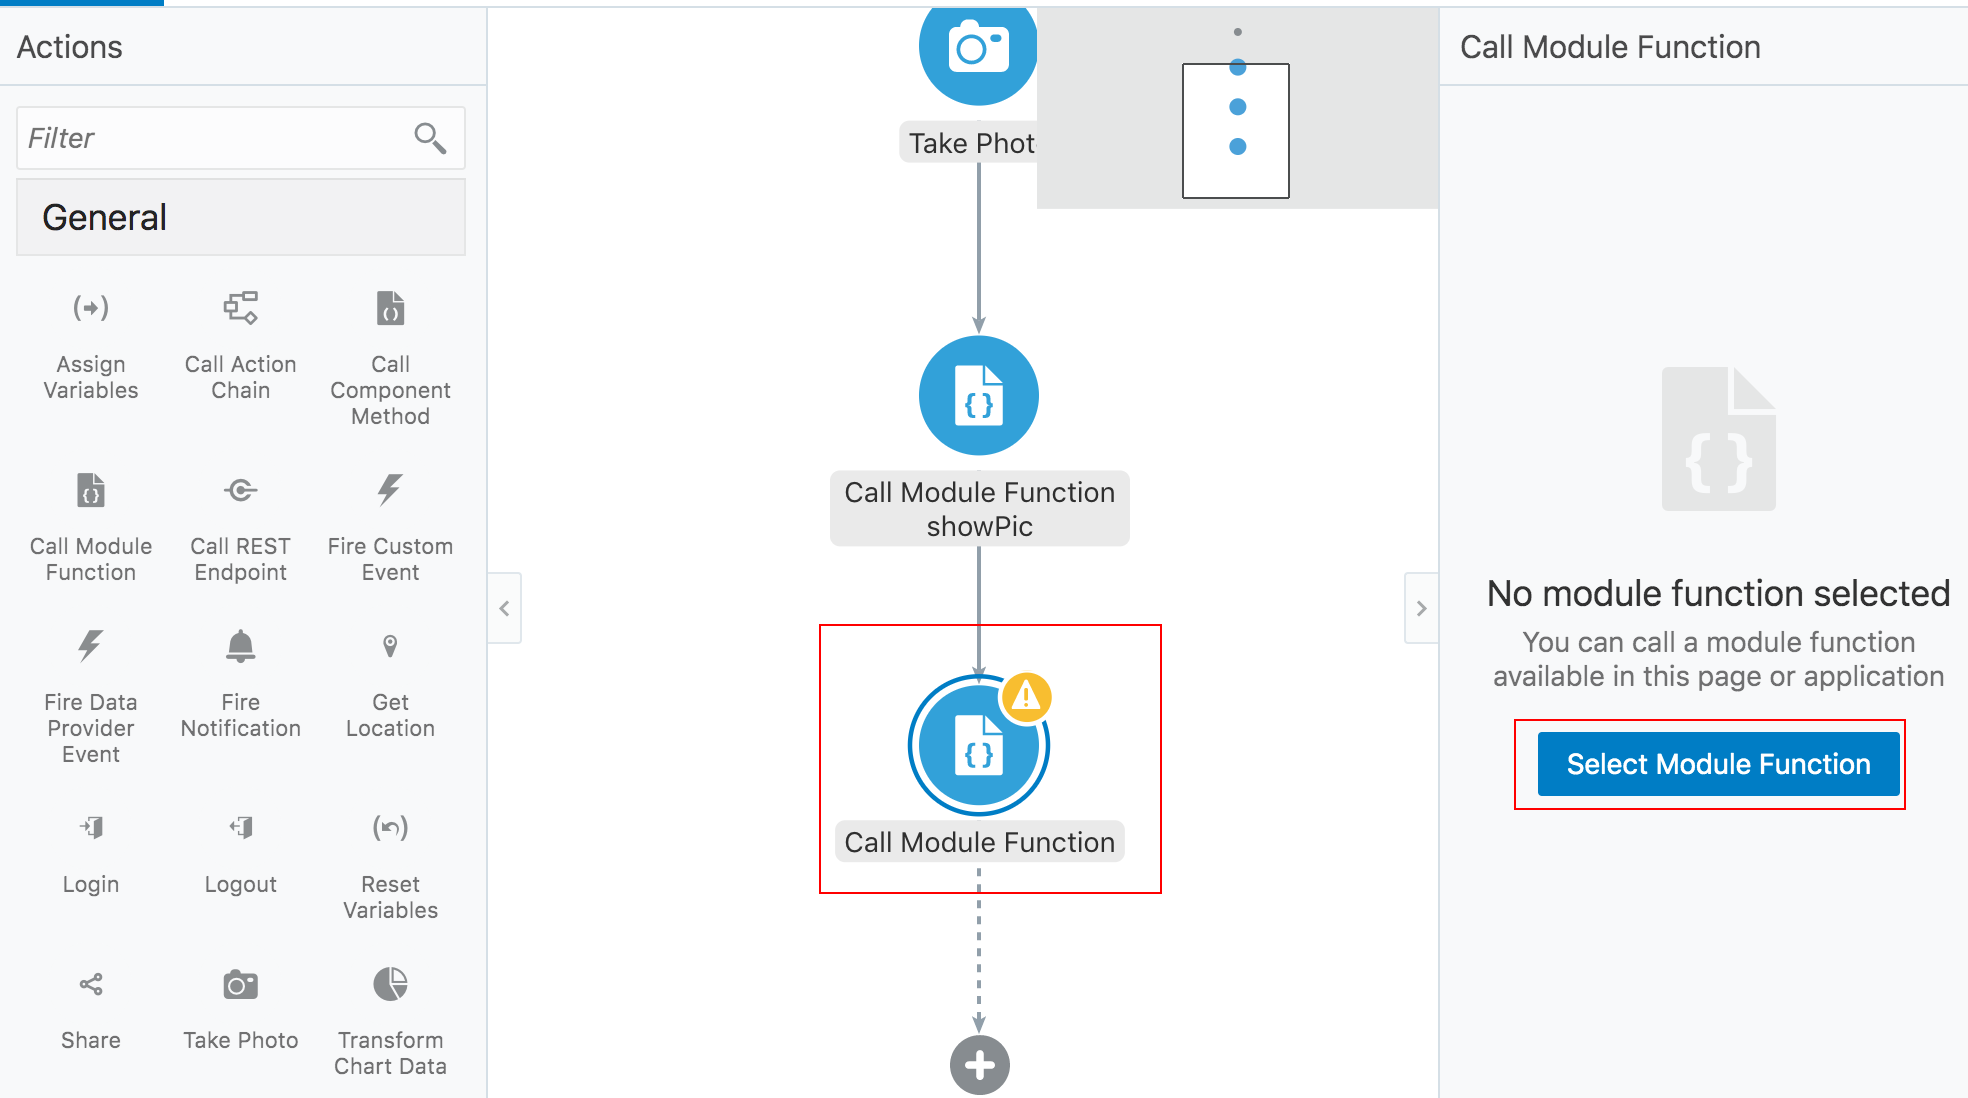 Actions
Filter
General
Assign
Variables
Call Action
Chain
Call
Component
Method
Call Module
Function
Call REST
Endpoint
Fire Custom
Event
Fire Data
Provider
Event
Fire
Notification
Get
Location
Login
Logout
Reset
Variables
Share
Take Photo
Transform
Chart Data
Take Phot
Call Module Function
showPic
Call Module Function
Call Module Function
No module function selected
You can call a module function
available in this page or application
Select Module Function